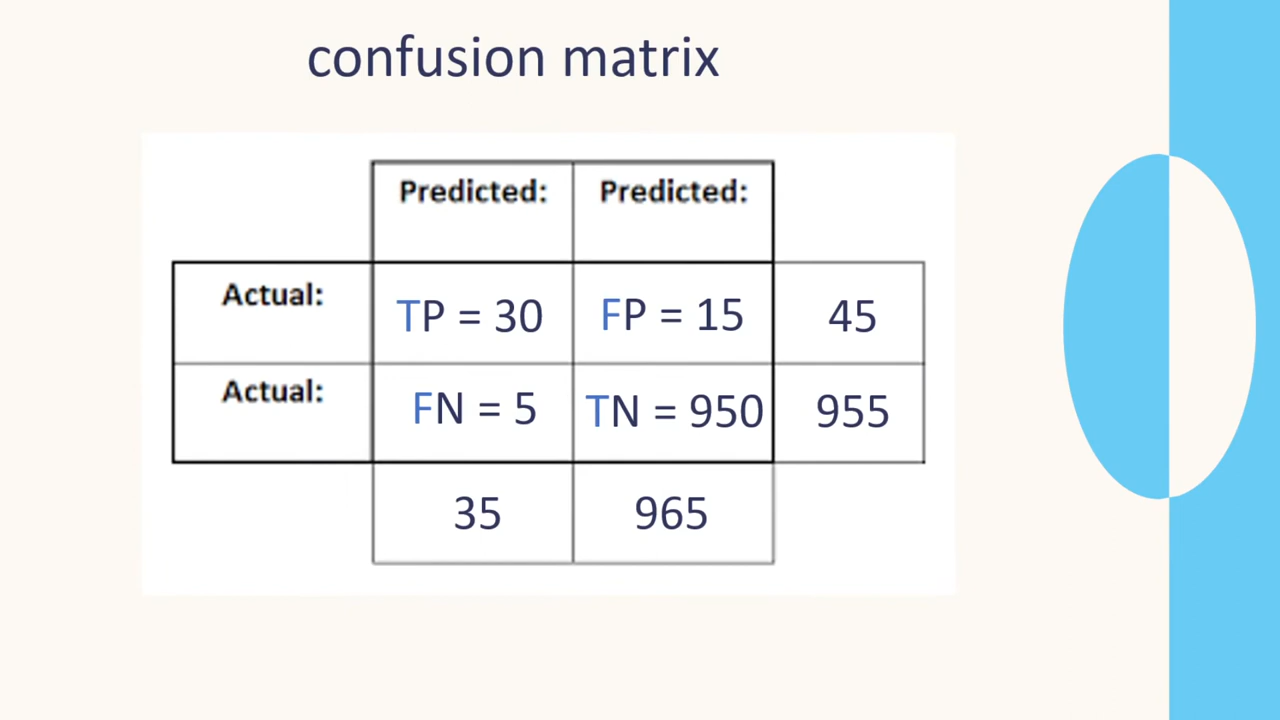 confusion matrix
Predicted: Predicted:
Actual: TP = 30 FP = 15 45
Actual: FN = 5 TN = 950 955
35 965